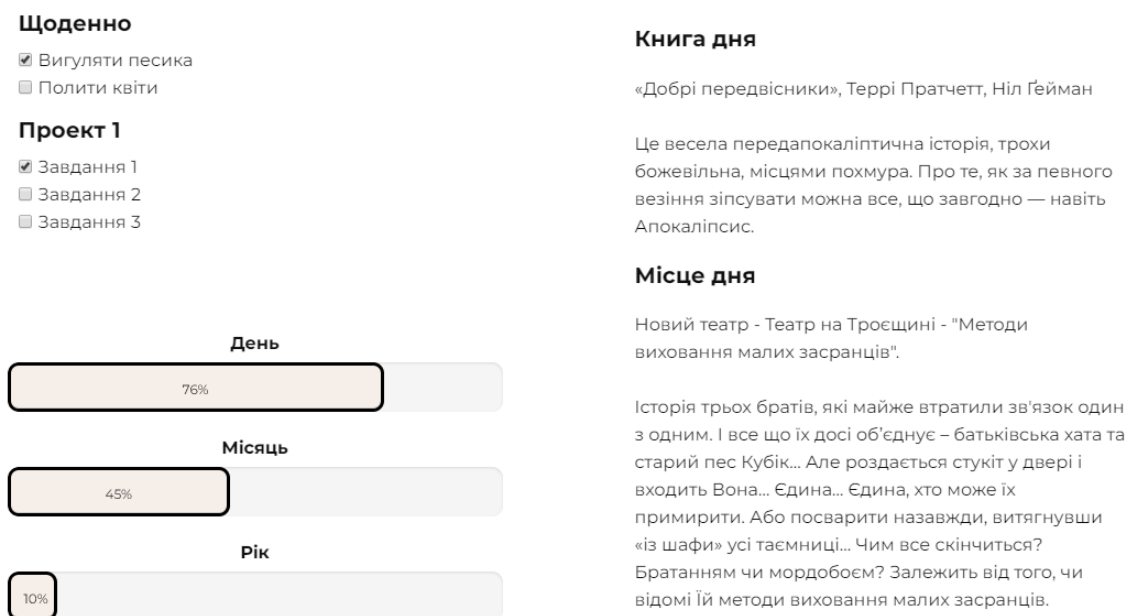 Щоденно
Вигуляти песика
Полити квіти
Проект 1
Завдання 1
Завдання 2
Завдання 3
День
76%
Місяць
45%
Рік
10%
Книга дня
«Добрі передвісники», Террі Пратчетт, Ніл Ґейман
Це весела передапокаліптична історія, трохи
божевільна, місцями похмура. Про те, як за певного
везіння зіпсувати можна все, що завгодно — навіть
Апокаліпсис.
Місце дня
Новий театр - Театр на Троєщині - "Методи
виховання малих засранців".
Історія трьох братів, які майже втратили зв'язок один
з одним. І все що їх досі об’єднує – батьківська хата та
старий пес Кубік... Але роздається стукіт у двері і
входить Вона... Єдина... Єдина, хто може їх
примирити. Або посварити назавжди, витягнувши
«із шафи» усі таємниці... Чим все скінчиться?
Братанням чи мордобоєм? Залежить від того, чи
відомі Їй методи виховання малих засранців.